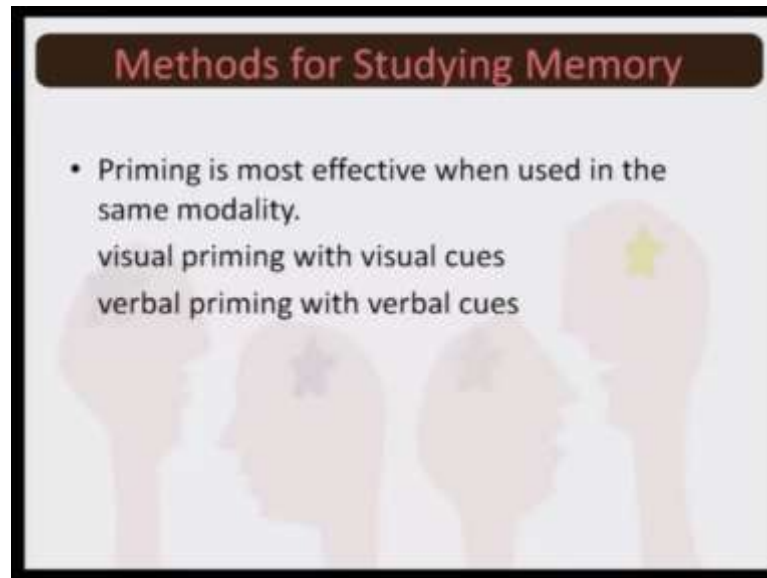 Methods for Studying Memory
• Priming is most effective when used in the
same modality.
visual priming with visual cues
verbal priming with verbal cues